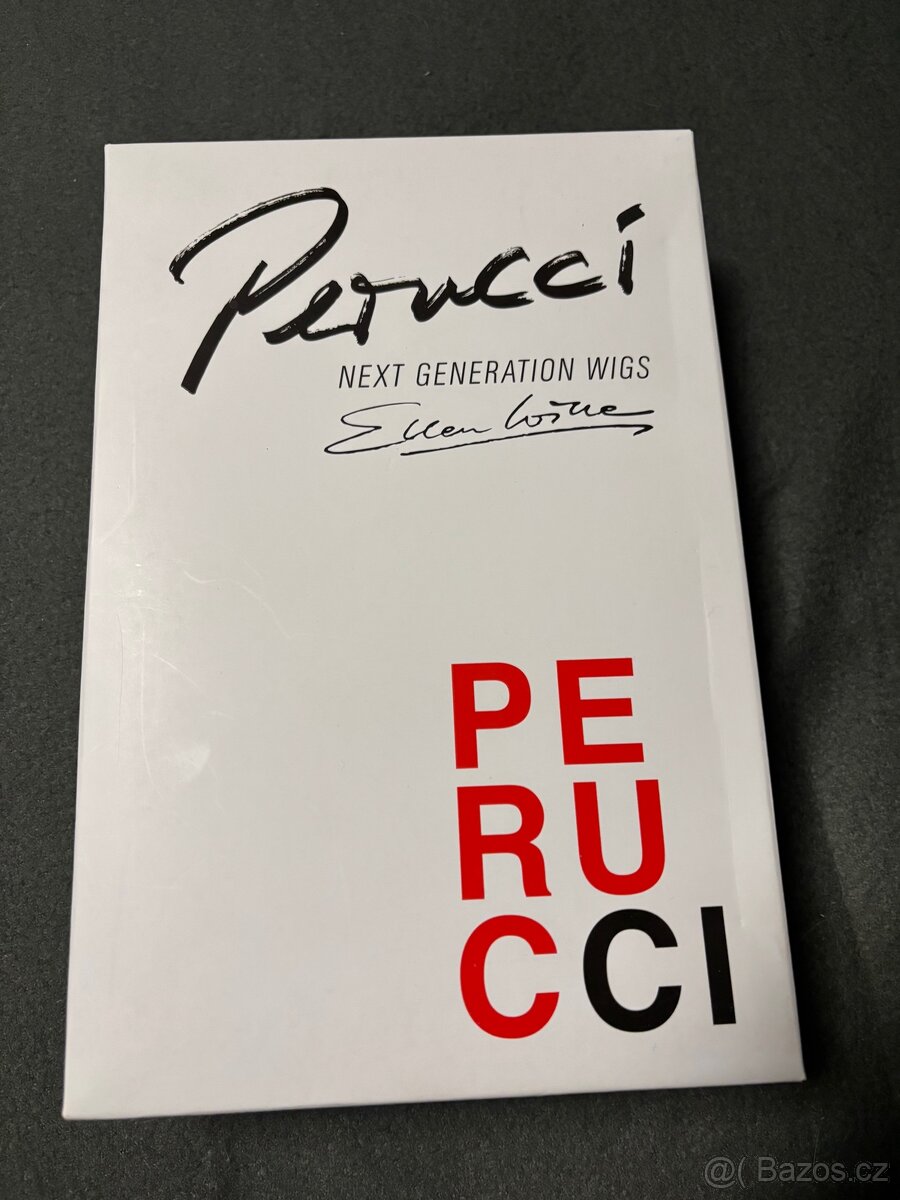 Perucci
NEXT GENERATION WIGS
Ellen Wille
PE
RU
CCI
@( Bazos.cz